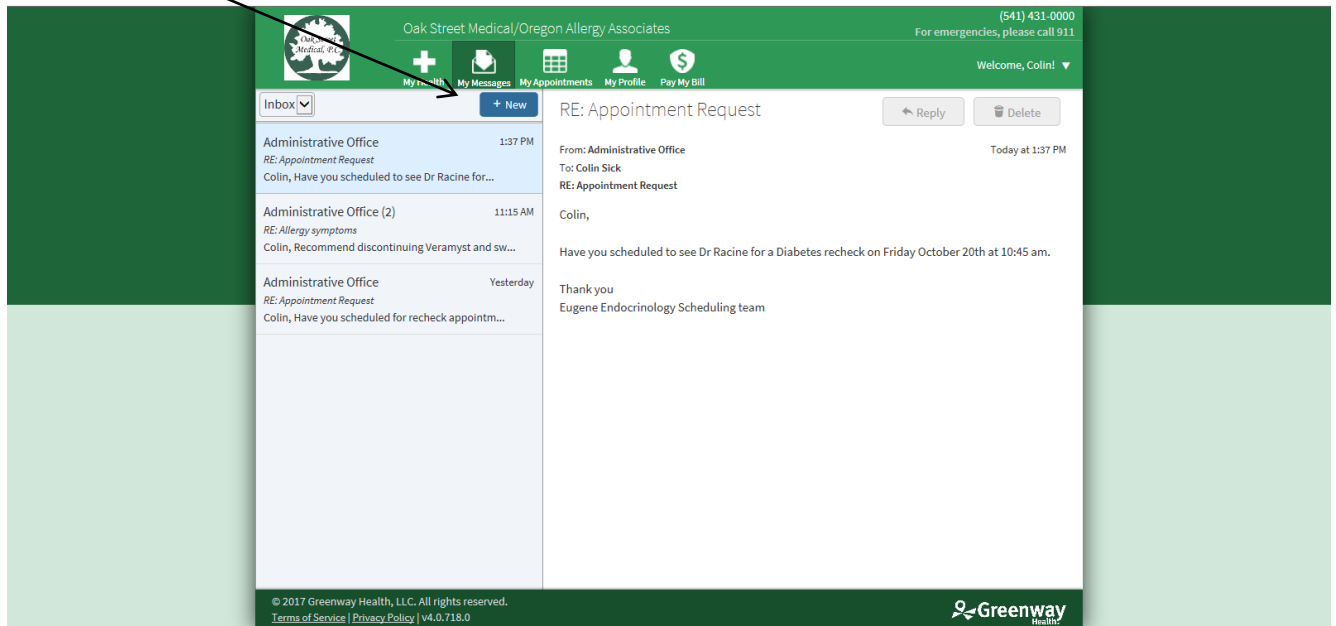 Oak Street
Medical, P.C.
Oak Street Medical/Oregon Allergy Associates
(541) 431-0000
For emergencies, please call 911
My Health My Messages My Appointments My Profile Pay My Bill
Welcome, Colin! ▼
Inbox
+ New
Administrative Office 1:37 PM
RE: Appointment Request
Colin, Have you scheduled to see Dr Racine for...
Administrative Office (2) 11:15 AM
RE: Allergy symptoms
Colin, Recommend discontinuing Veramyst and sw...
Administrative Office Yesterday
RE: Appointment Request
Colin, Have you scheduled for recheck appointm...
RE: Appointment Request
Reply
Delete
From: Administrative Office Today at 1:37 PM
To: Colin Sick
RE: Appointment Request
Colin,
Have you scheduled to see Dr Racine for a Diabetes recheck on Friday October 20th at 10:45 am.
Thank you
Eugene Endocrinology Scheduling team
© 2017 Greenway Health, LLC. All rights reserved.
Terms of Service | Privacy Policy | v4.0.718.0
Greenway
Health